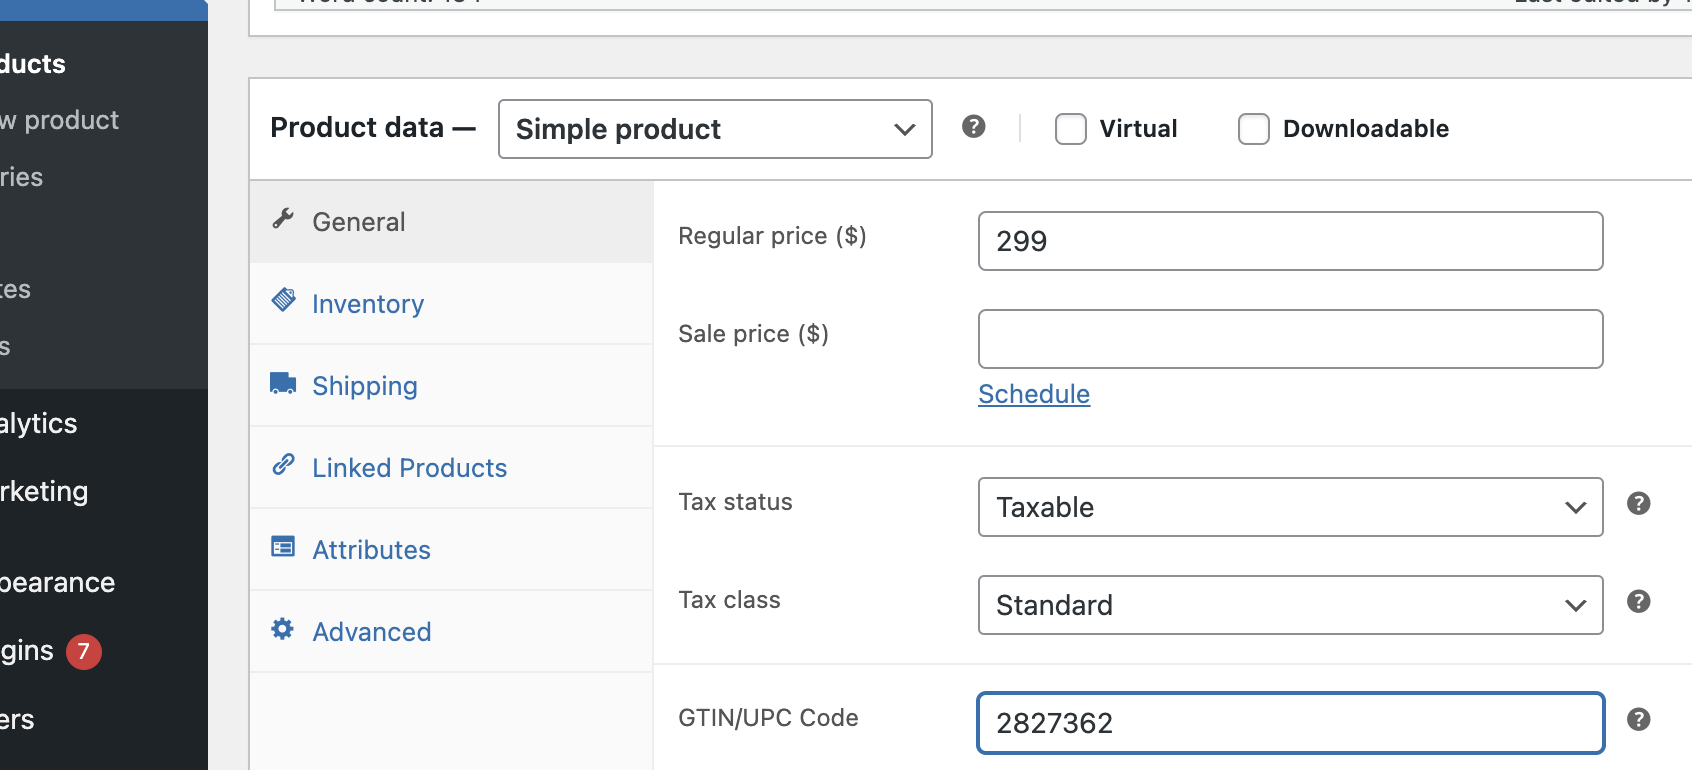 ducts
w product
ries
tes
s
alytics
rketing
pearance
gins 7
ers
Product data — Simple product Virtual Downloadable
General
Inventory
Shipping
Linked Products
Attributes
Advanced
Regular price ($) 299
Sale price ($)
Schedule
Tax status Taxable
Tax class Standard
GTIN/UPC Code 2827362